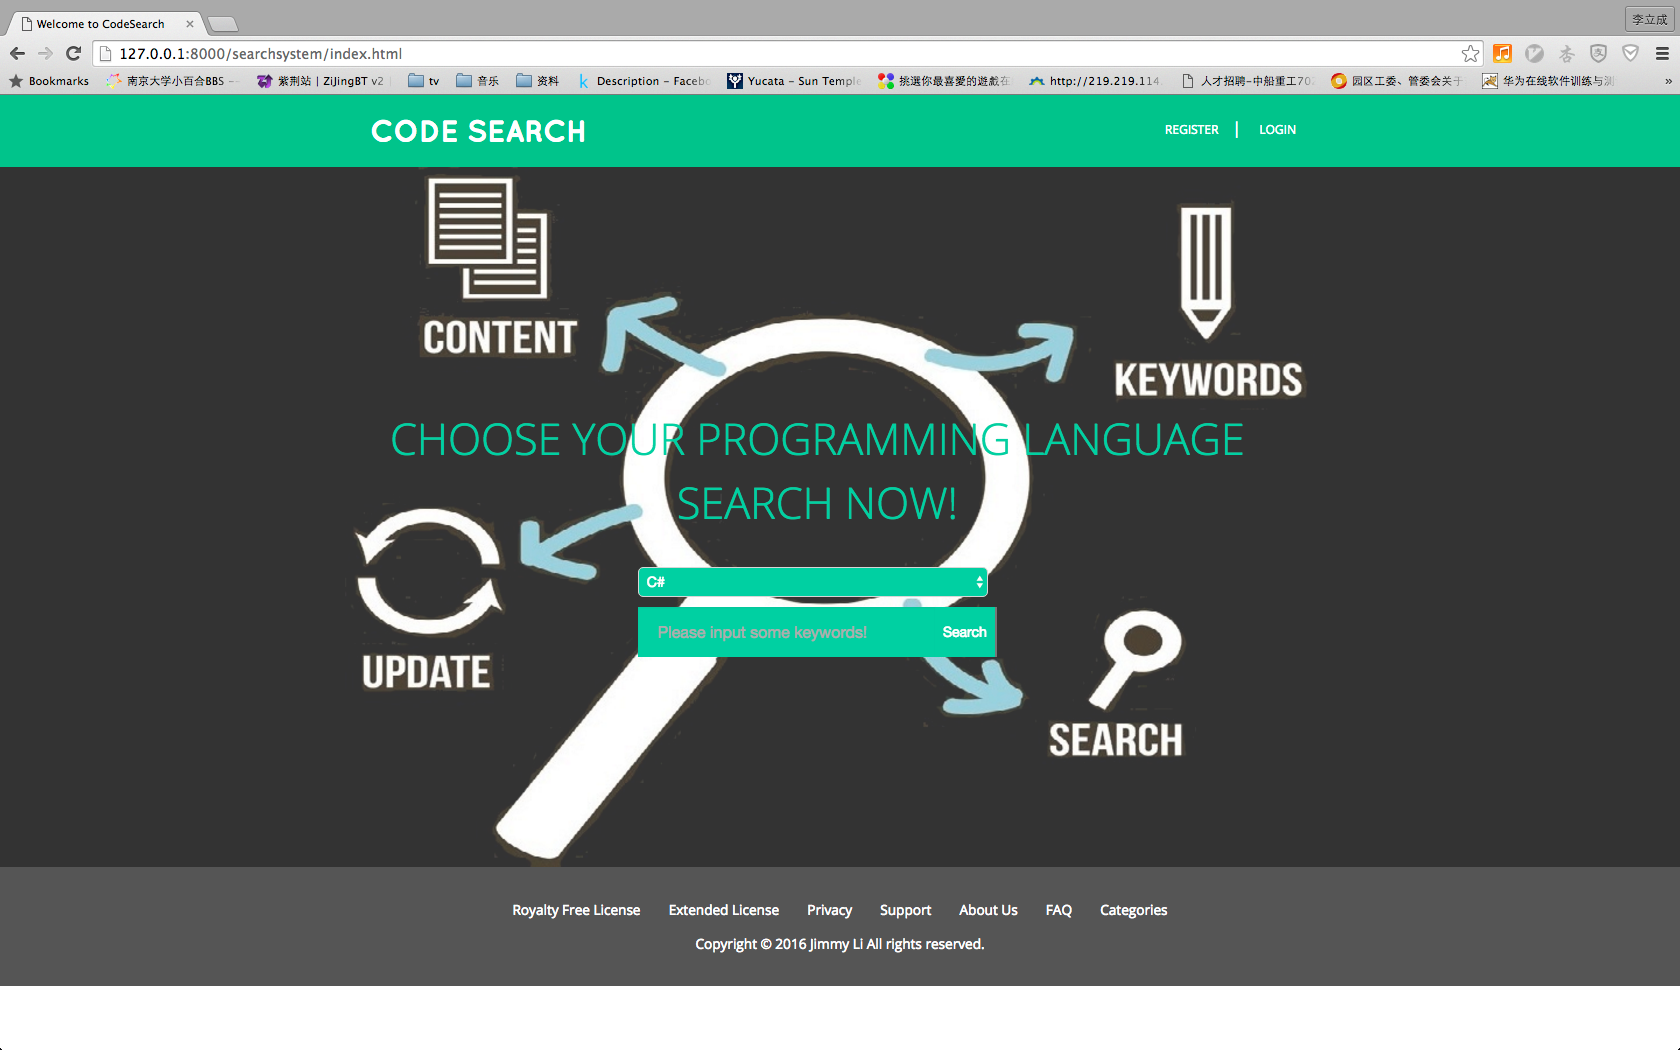 Welcome to CodeSearch
李立成
127.0.0.1:8000/searchsystem/index.html
Bookmarks 南京大学小百合BBS 紫荆站 | ZiJingBT v2 tv 音乐 资料 k Description – Facebo Yucata – Sun Temple 挑選你最喜愛的遊戲在 http://219.219.114. 人才招聘-中船重工702 园区工委、管委会关于 华为在线软件训练与测 »
CODE SEARCH
REGISTER | LOGIN
CONTENT
KEYWORDS
CHOOSE YOUR PROGRAMMING LANGUAGE
SEARCH NOW!
C#
Please input some keywords!
Search
UPDATE
SEARCH
Royalty Free License Extended License Privacy Support About Us FAQ Categories
Copyright © 2016 Jimmy Li All rights reserved.